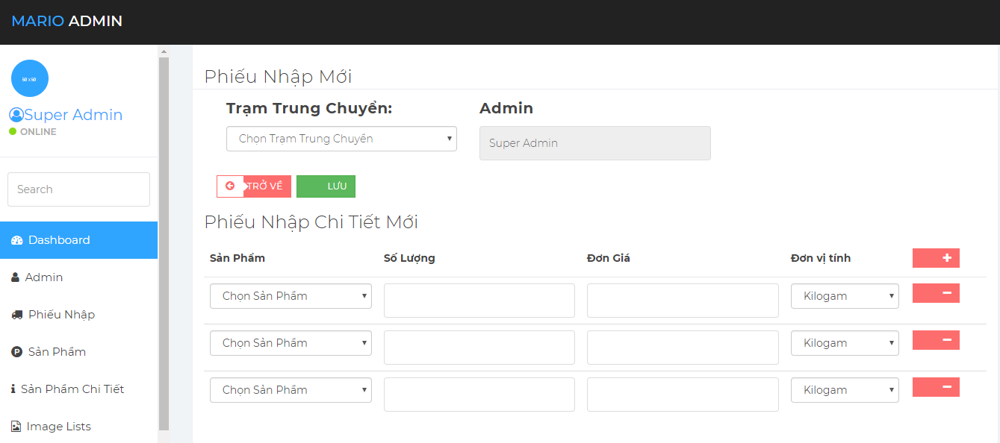 MARIO ADMIN
50 x 50
Super Admin
ONLINE
Search
Dashboard
Admin
Phiếu Nhập
Sản Phẩm
Sản Phẩm Chi Tiết
Image Lists
Phiếu Nhập Mới
Trạm Trung Chuyển: Admin
Chọn Trạm Trung Chuyển Super Admin
TRỞ VỀ LƯU
Phiếu Nhập Chi Tiết Mới
Sản Phẩm Số Lượng Đơn Giá Đơn vị tính
Chọn Sản Phẩm Kilogam
Chọn Sản Phẩm Kilogam
Chọn Sản Phẩm Kilogam